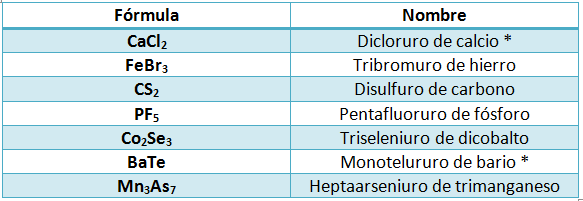 Fórmula Nombre
CaCl₂ Dicloruro de calcio *
FeBr₃ Tribromuro de hierro
CS₂ Disulfuro de carbono
PF₅ Pentafluoruro de fósforo
Co₂Se₃ Triseleniuro de dicobalto
BaTe Monotelururo de bario *
Mn₃As₇ Heptaarseniuro de trimanganeso